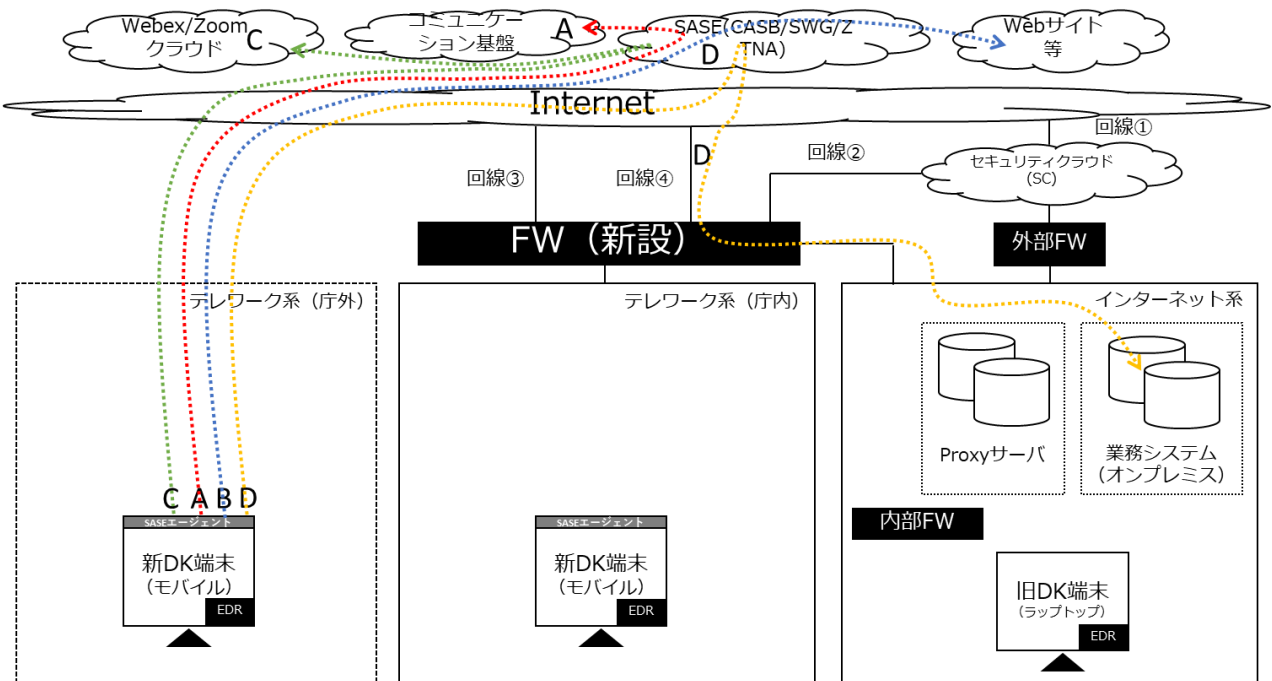 Webex/Zoom
クラウド
C
コミュニケー
ション基盤
A
SASE(CASB/SWG/Z
TNA)
D
Webサイト
等
Internet
回線①
回線②
回線③
回線④
D
セキュリティクラウド
(SC)
FW（新設）
外部FW
テレワーク系（庁外）
テレワーク系（庁内）
インターネット系
Proxyサーバ
業務システム
（オンプレミス）
内部FW
C A B D
SASEエージェント
新DK端末
（モバイル）
EDR
SASEエージェント
新DK端末
（モバイル）
EDR
旧DK端末
（ラップトップ）
EDR